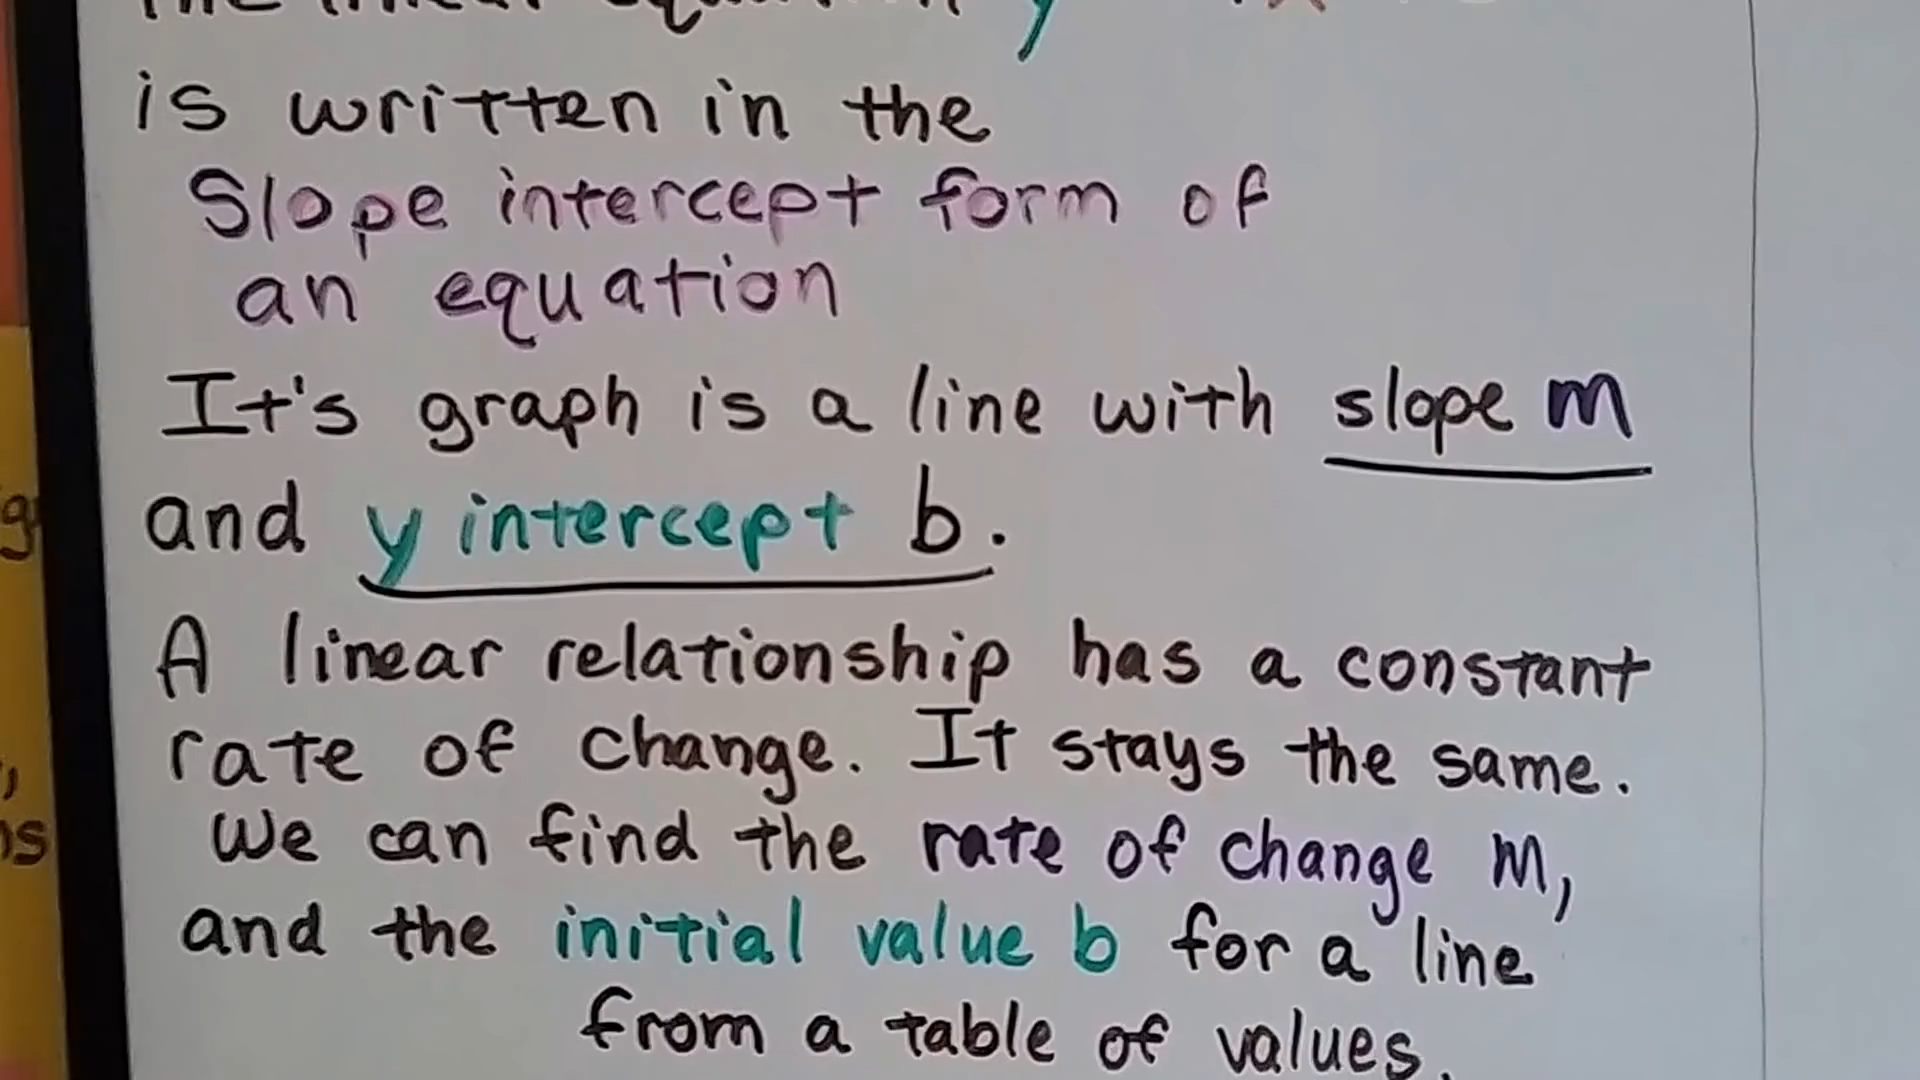 is written in the
Slope intercept form of
an equation
It's graph is a line with slope m
and y intercept b.
A linear relationship has a constant
rate of change. It stays the same.
We can find the rate of change m,
and the initial value b for a line
from a table of values.